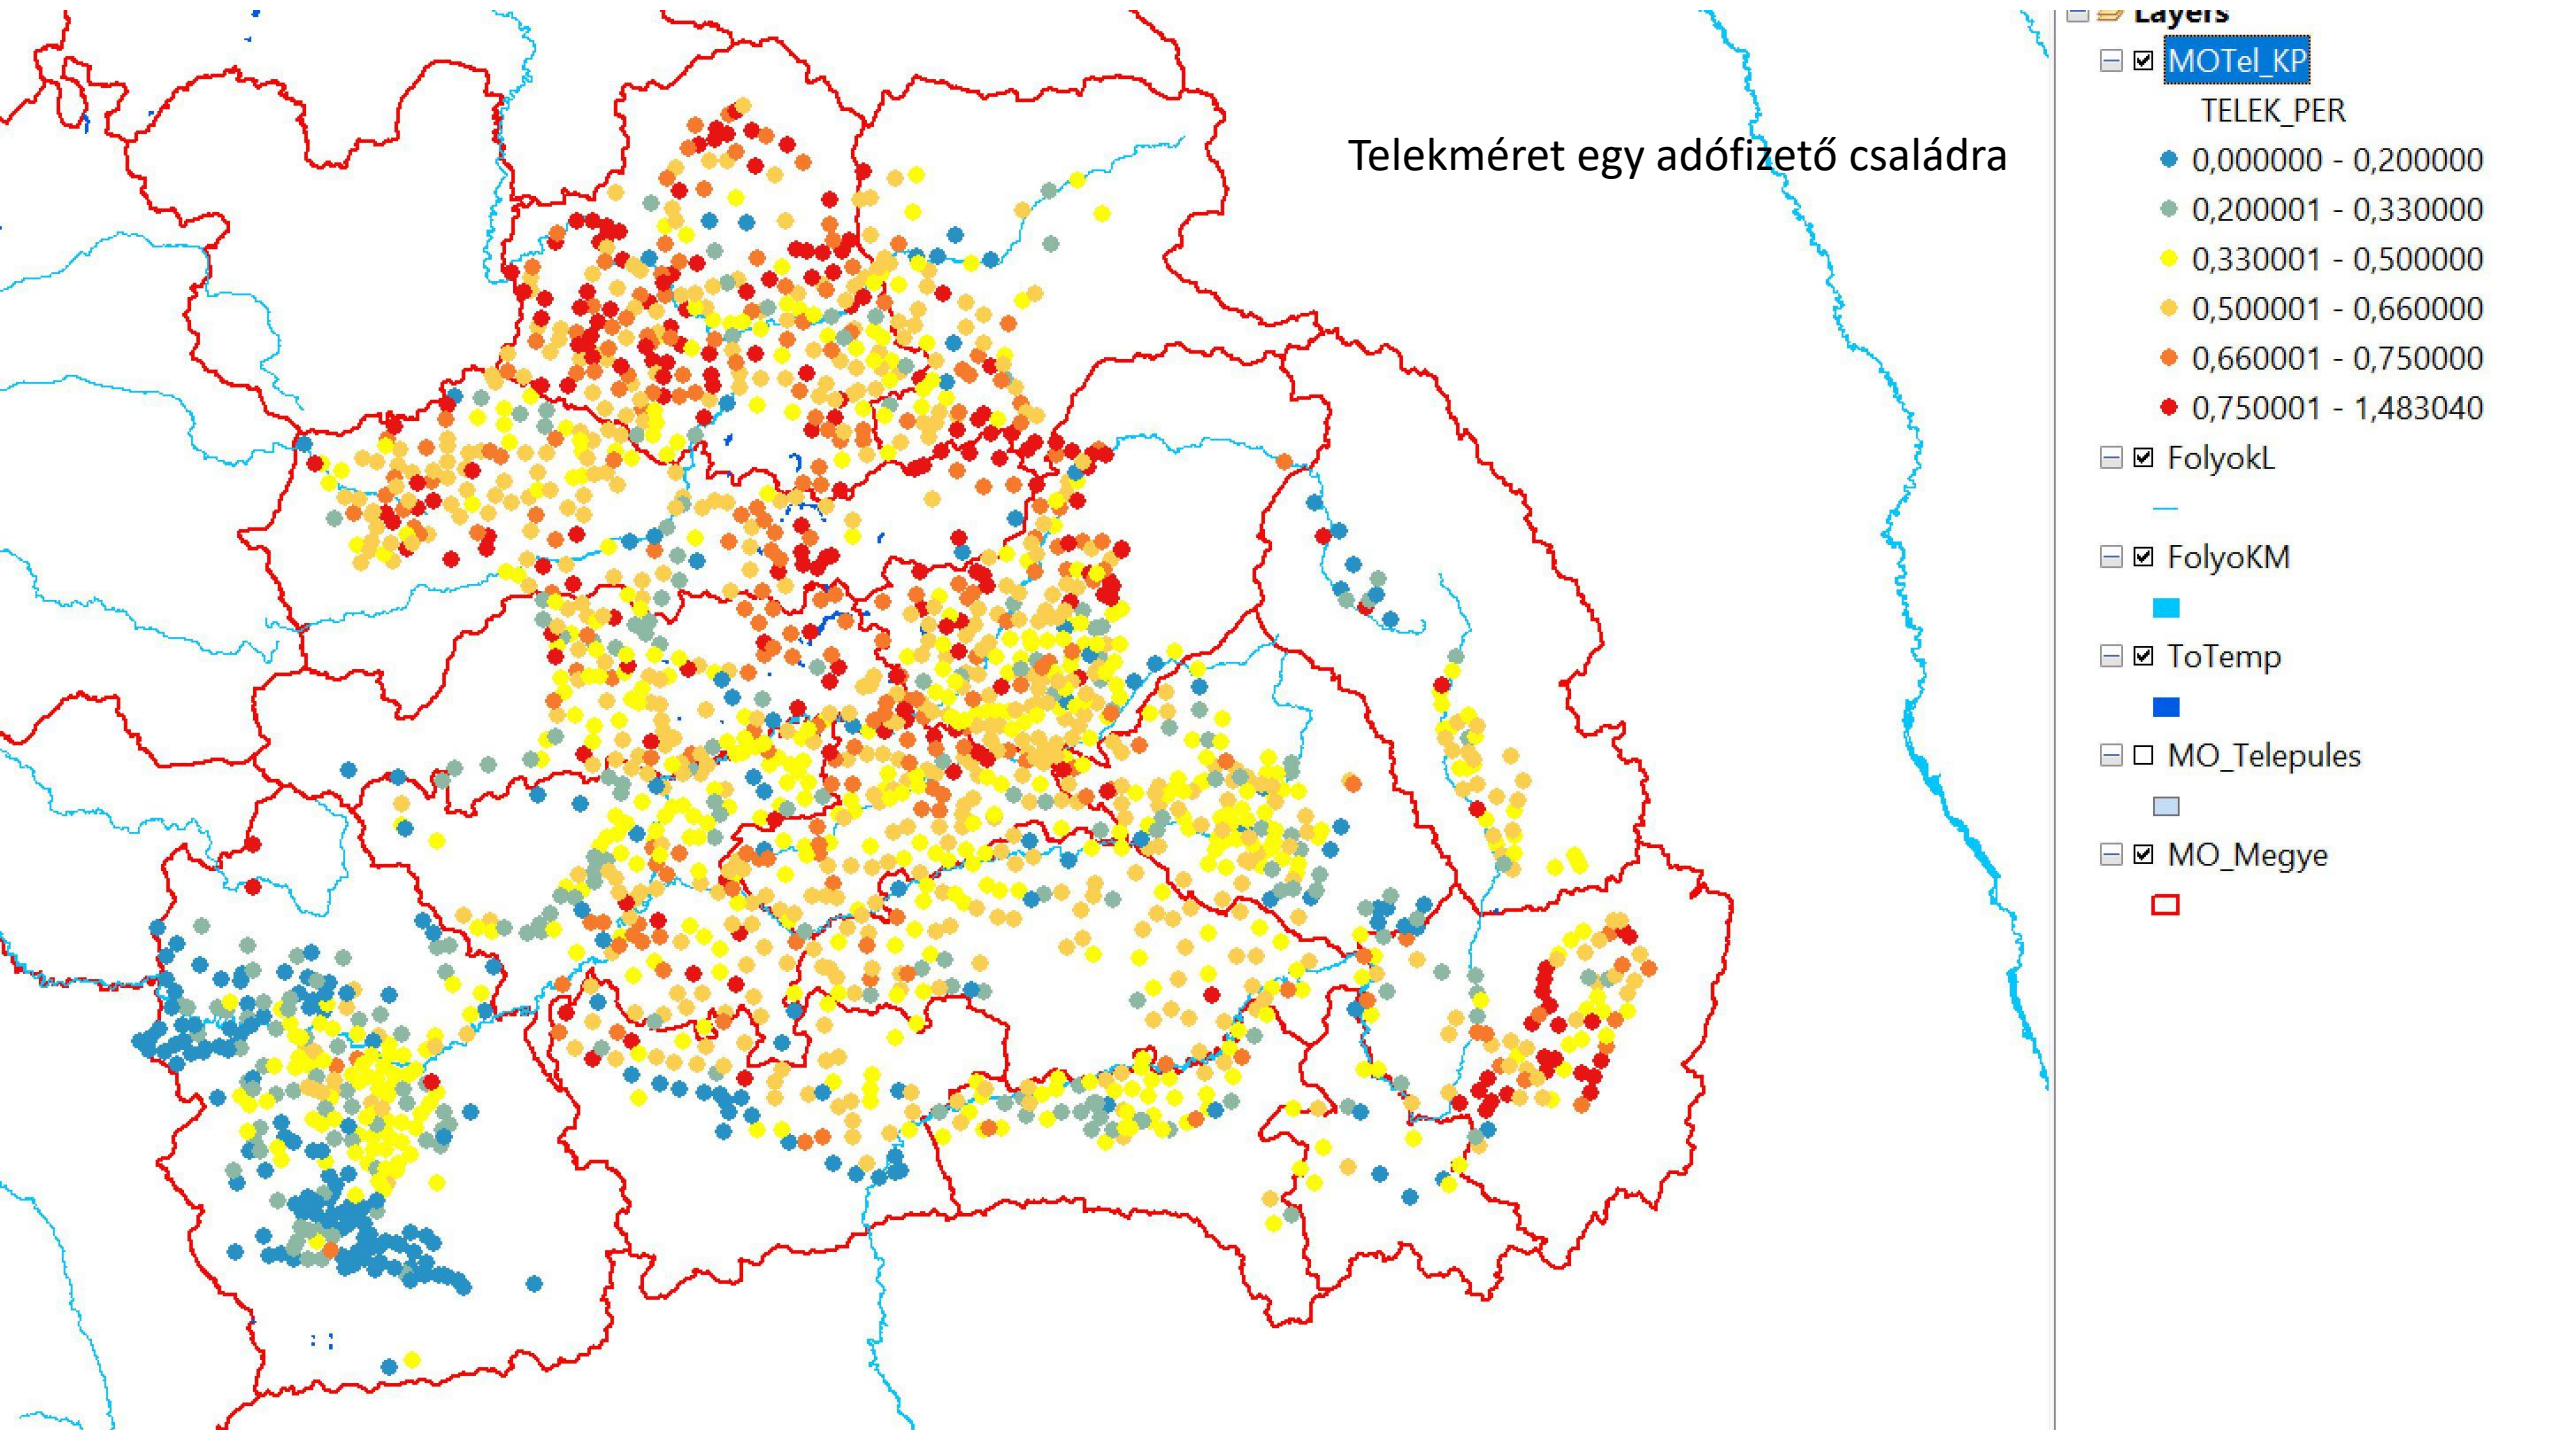 Telekméret egy adófizető családra
Layers
MOTel_KP
TELEK_PER
0,000000 - 0,200000
0,200001 - 0,330000
0,330001 - 0,500000
0,500001 - 0,660000
0,660001 - 0,750000
0,750001 - 1,483040
FolyokL
FolyoKM
ToTemp
MO_Telepules
MO_Megye